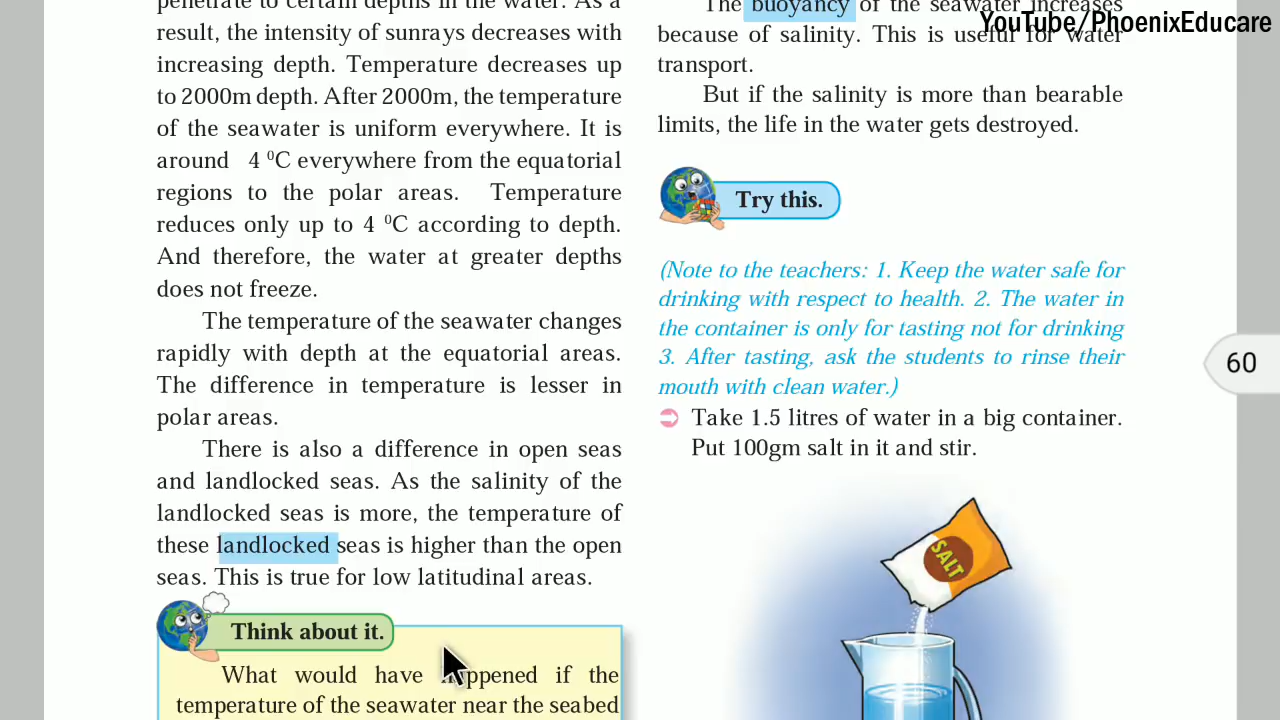 penetrate to certain depths in the water. As a
result, the intensity of sunrays decreases with
increasing depth. Temperature decreases up
to 2000m depth. After 2000m, the temperature
of the seawater is uniform everywhere. It is
around 4 ⁰C everywhere from the equatorial
regions to the polar areas. Temperature
reduces only up to 4 ⁰C according to depth.
And therefore, the water at greater depths
does not freeze.
The temperature of the seawater changes
rapidly with depth at the equatorial areas.
The difference in temperature is lesser in
polar areas.
There is also a difference in open seas
and landlocked seas. As the salinity of the
landlocked seas is more, the temperature of
these landlocked seas is higher than the open
seas. This is true for low latitudinal areas.
Think about it.
What would have happened if the
temperature of the seawater near the seabed
The buoyancy of the seawater increases
because of salinity. This is useful for water
transport.
But if the salinity is more than bearable
limits, the life in the water gets destroyed.
Try this.
(Note to the teachers: 1. Keep the water safe for
drinking with respect to health. 2. The water in
the container is only for tasting not for drinking
3. After tasting, ask the students to rinse their
mouth with clean water.)
Take 1.5 litres of water in a big container.
Put 100gm salt in it and stir.
SALT
YouTube/PhoenixEducare
60